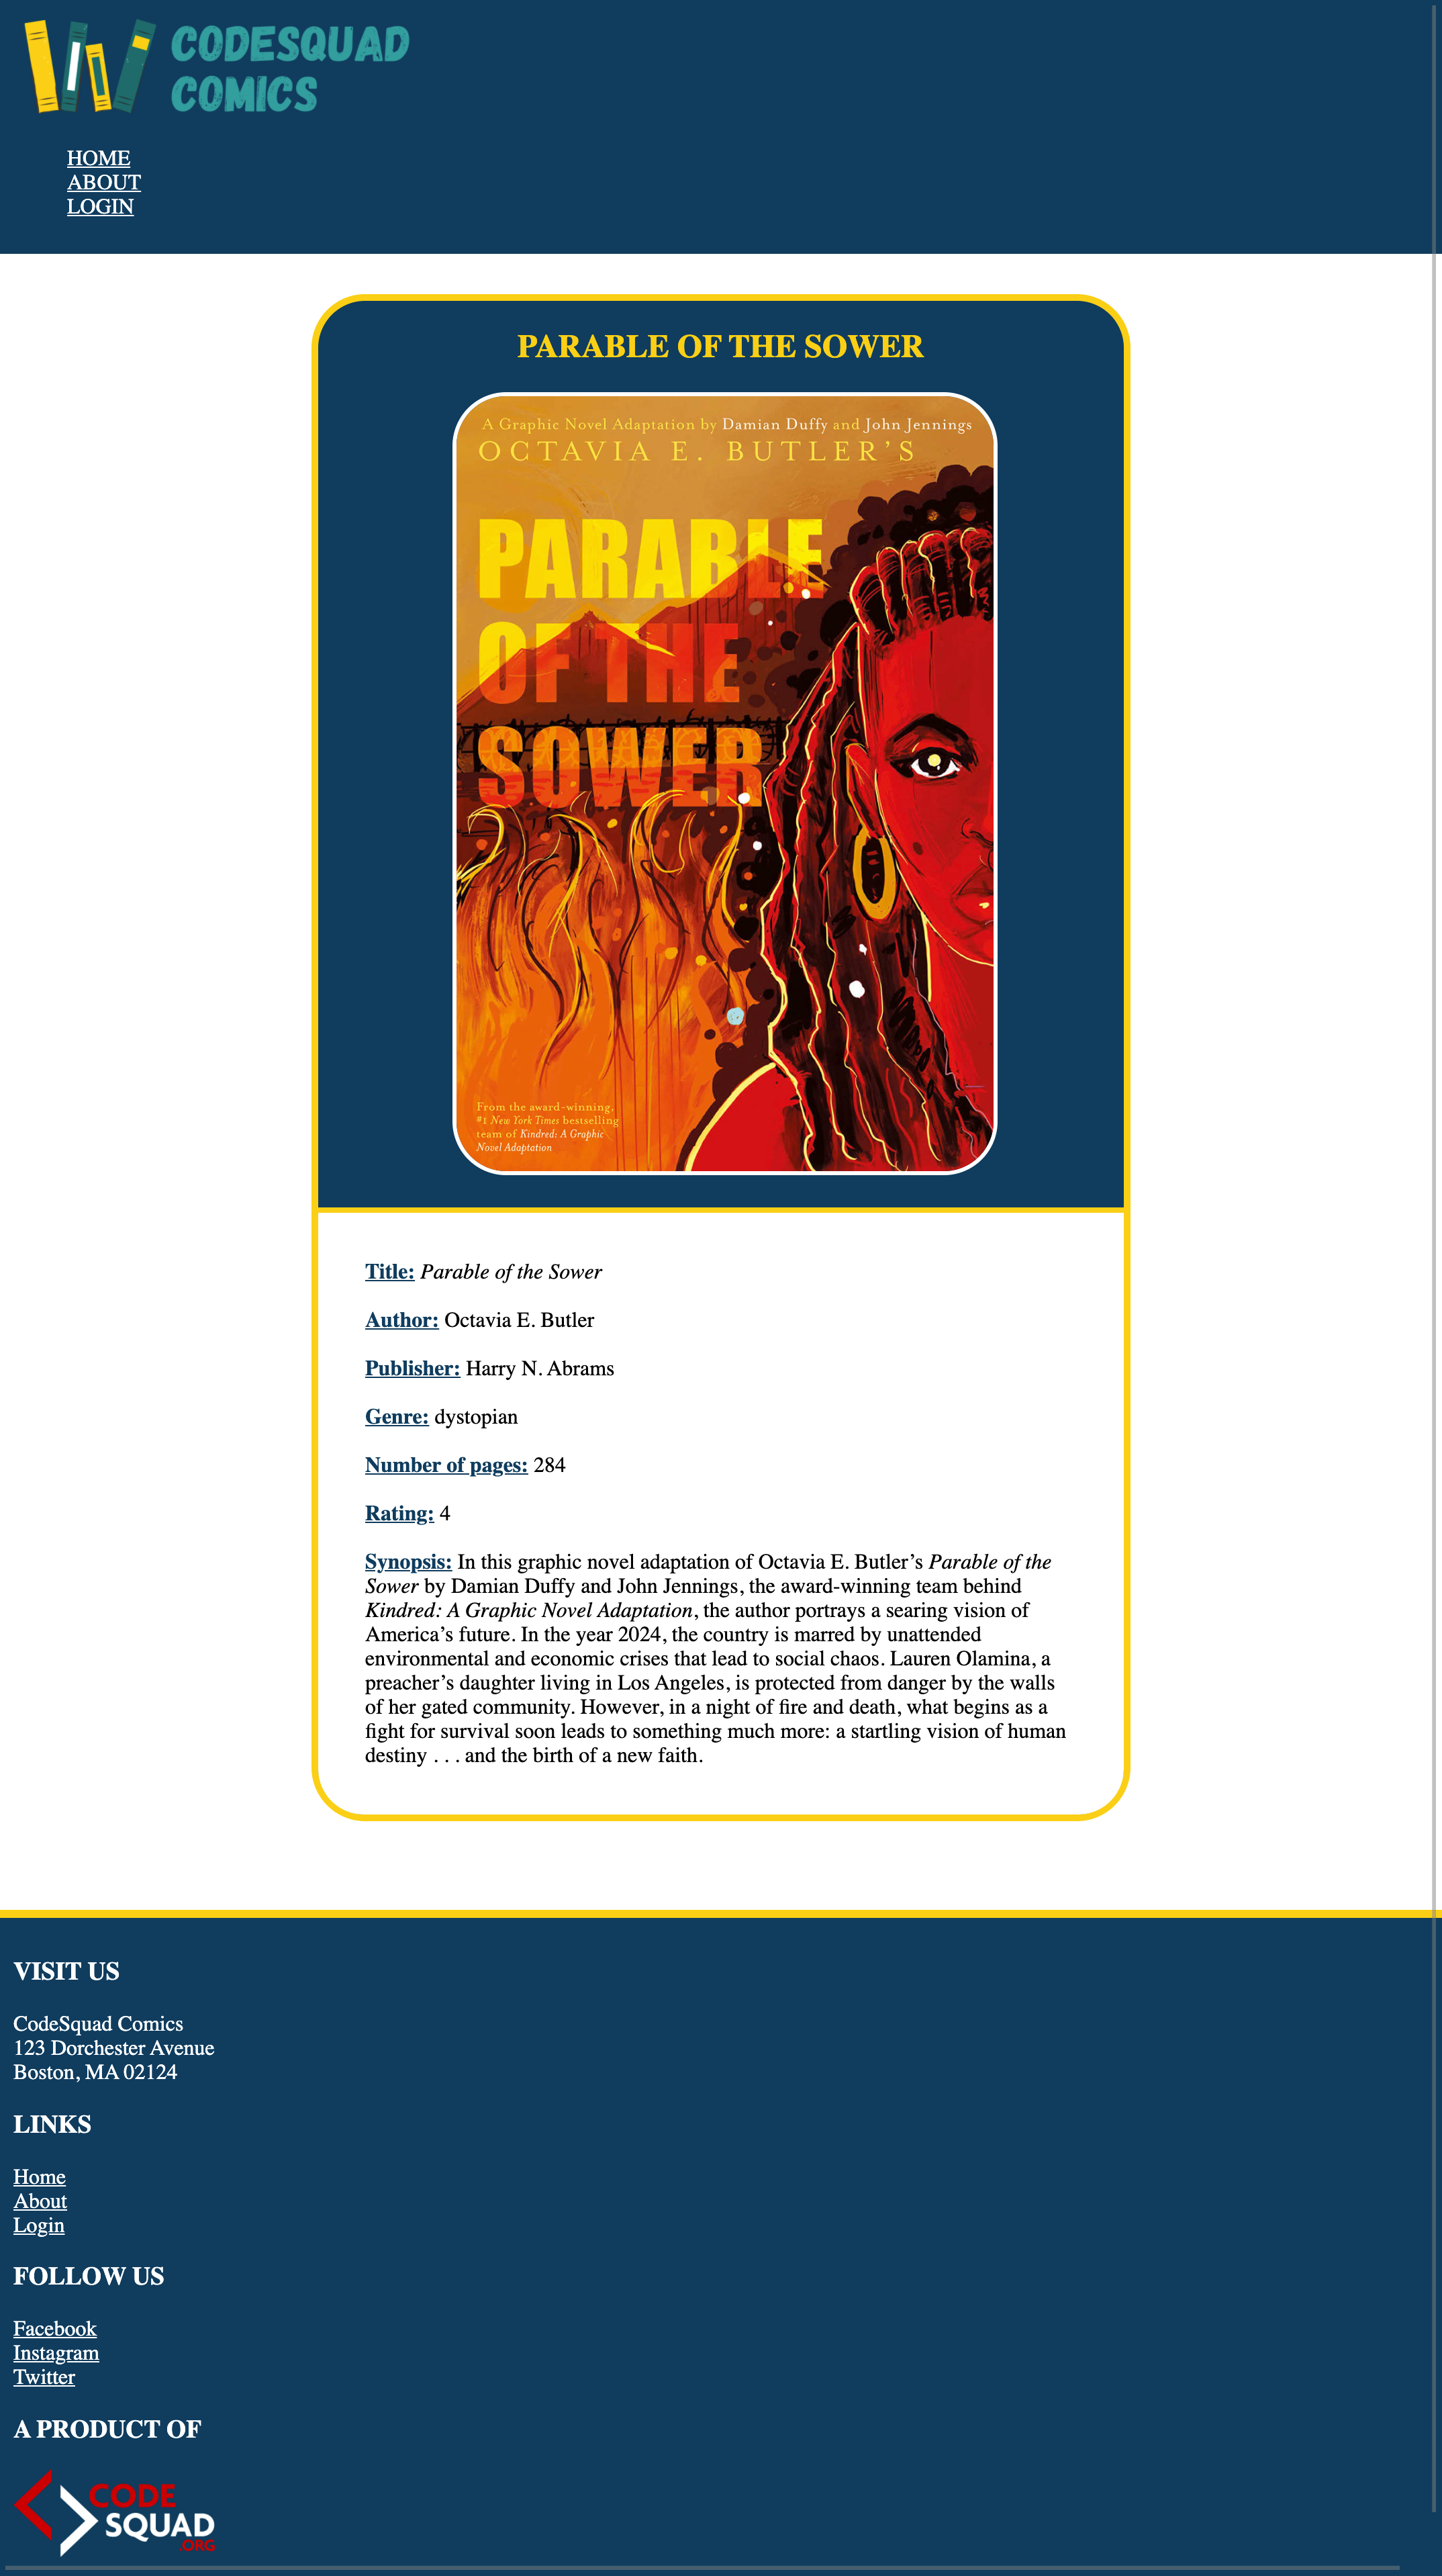 CODESQUAD
COMICS
HOME
ABOUT
LOGIN
PARABLE OF THE SOWER
A Graphic Novel Adaptation by Damian Duffy and John Jennings
OCTAVIA E. BUTLER'S
PARABLE
OF THE
SOWER
From the award-winning,
#1 New York Times bestselling
team of Kindred: A Graphic
Novel Adaptation
Title: Parable of the Sower
Author: Octavia E. Butler
Publisher: Harry N. Abrams
Genre: dystopian
Number of pages: 284
Rating: 4
Synopsis: In this graphic novel adaptation of Octavia E. Butler’s Parable of the
Sower by Damian Duffy and John Jennings, the award-winning team behind
Kindred: A Graphic Novel Adaptation, the author portrays a searing vision of
America’s future. In the year 2024, the country is marred by unattended
environmental and economic crises that lead to social chaos. Lauren Olamina, a
preacher’s daughter living in Los Angeles, is protected from danger by the walls
of her gated community. However, in a night of fire and death, what begins as a
fight for survival soon leads to something much more: a startling vision of human
destiny . . . and the birth of a new faith.
VISIT US
CodeSquad Comics
123 Dorchester Avenue
Boston, MA 02124
LINKS
Home
About
Login
FOLLOW US
Facebook
Instagram
Twitter
A PRODUCT OF
CODE
SQUAD
.ORG